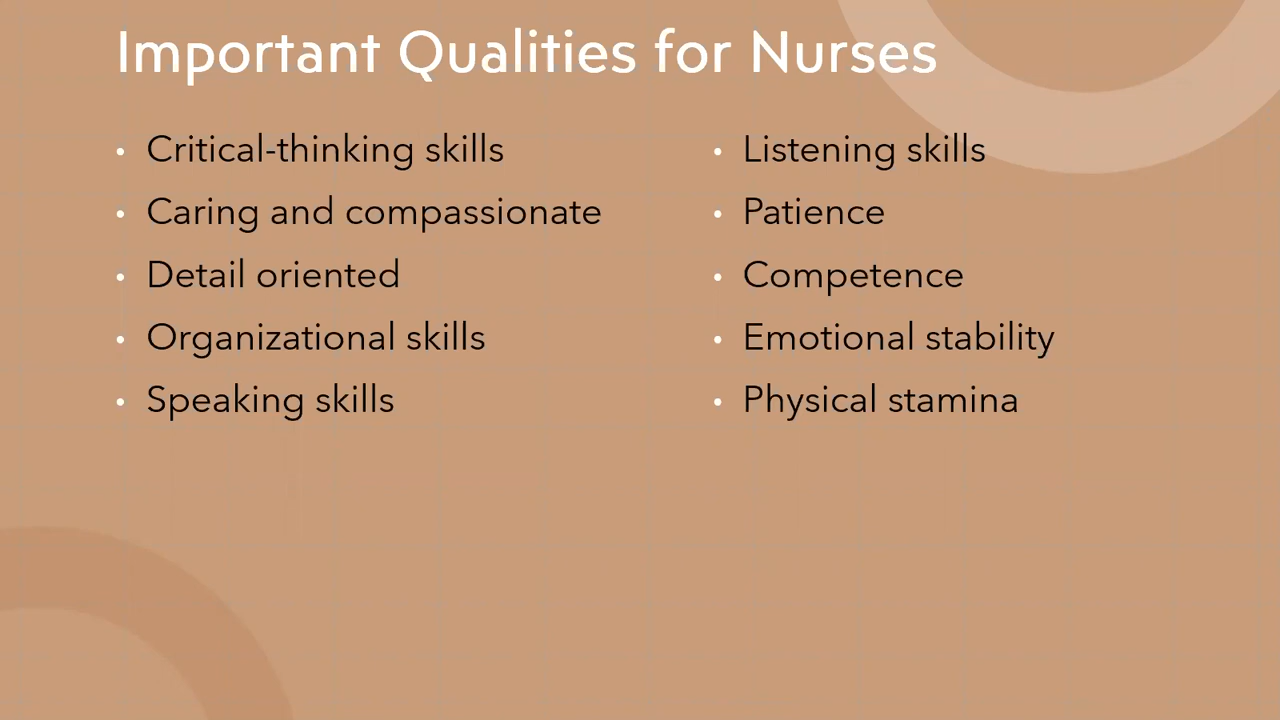 Important Qualities for Nurses
• Critical-thinking skills
• Caring and compassionate
• Detail oriented
• Organizational skills
• Speaking skills
• Listening skills
• Patience
• Competence
• Emotional stability
• Physical stamina